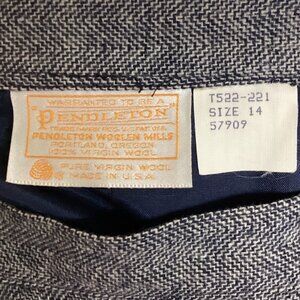 WARRANTED TO BE A
"PENDLETON"
TRADE MARK REG. U.S. PAT. OFF.
PENDLETON WOOLEN MILLS
PORTLAND, OREGON
100% VIRGIN WOOL
PURE VIRGIN WOOL
MADE IN U.S.A.
T522-221
SIZE 14
57909